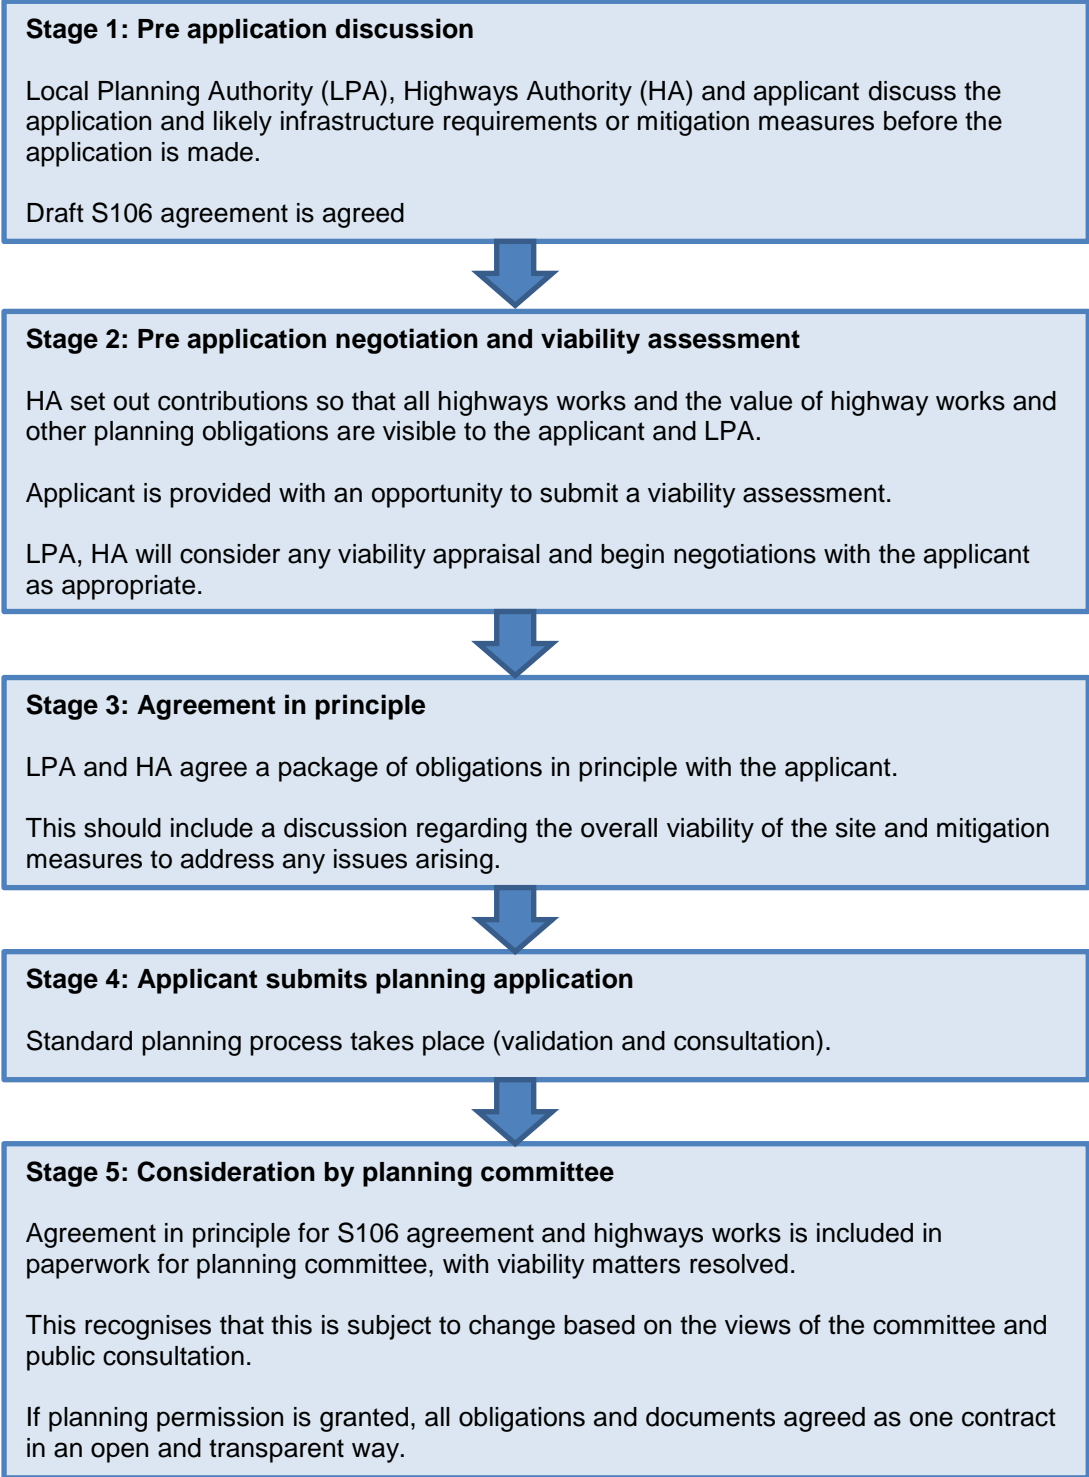 Stage 1: Pre application discussion
Local Planning Authority (LPA), Highways Authority (HA) and applicant discuss the
application and likely infrastructure requirements or mitigation measures before the
application is made.
Draft S106 agreement is agreed
Stage 2: Pre application negotiation and viability assessment
HA set out contributions so that all highways works and the value of highway works and
other planning obligations are visible to the applicant and LPA.
Applicant is provided with an opportunity to submit a viability assessment.
LPA, HA will consider any viability appraisal and begin negotiations with the applicant
as appropriate.
Stage 3: Agreement in principle
LPA and HA agree a package of obligations in principle with the applicant.
This should include a discussion regarding the overall viability of the site and mitigation
measures to address any issues arising.
Stage 4: Applicant submits planning application
Standard planning process takes place (validation and consultation).
Stage 5: Consideration by planning committee
Agreement in principle for S106 agreement and highways works is included in
paperwork for planning committee, with viability matters resolved.
This recognises that this is subject to change based on the views of the committee and
public consultation.
If planning permission is granted, all obligations and documents agreed as one contract
in an open and transparent way.